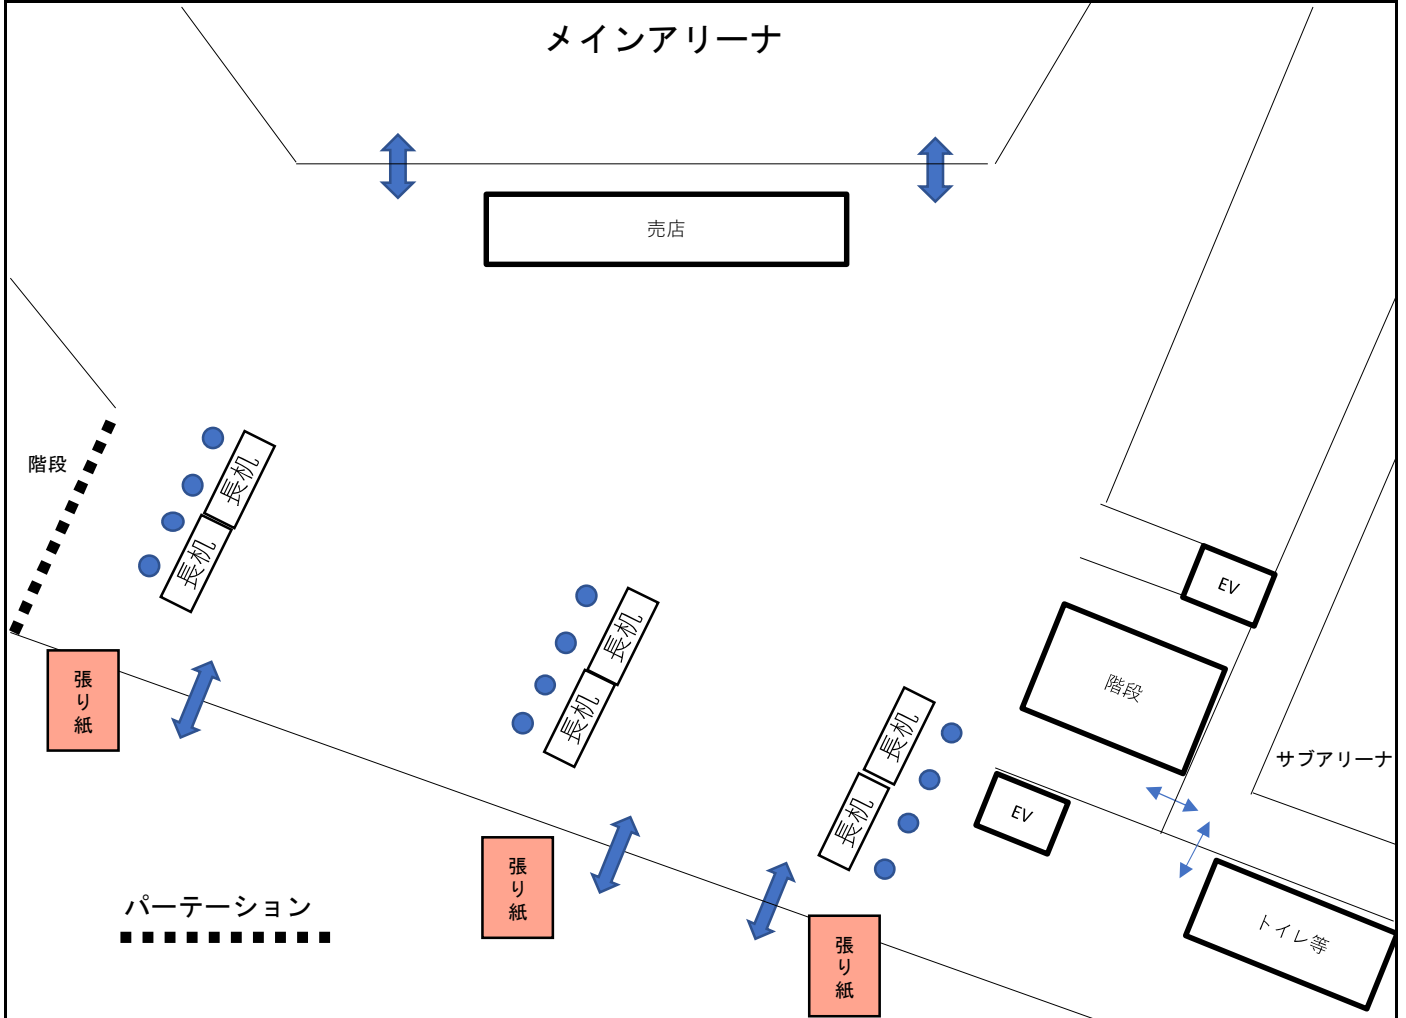 メインアリーナ
売店
階段
長机
長机
EV
長机
長机
階段
張り紙
長机
長机
EV
サブアリーナ
張り紙
パーテーション
張り紙
トイレ等